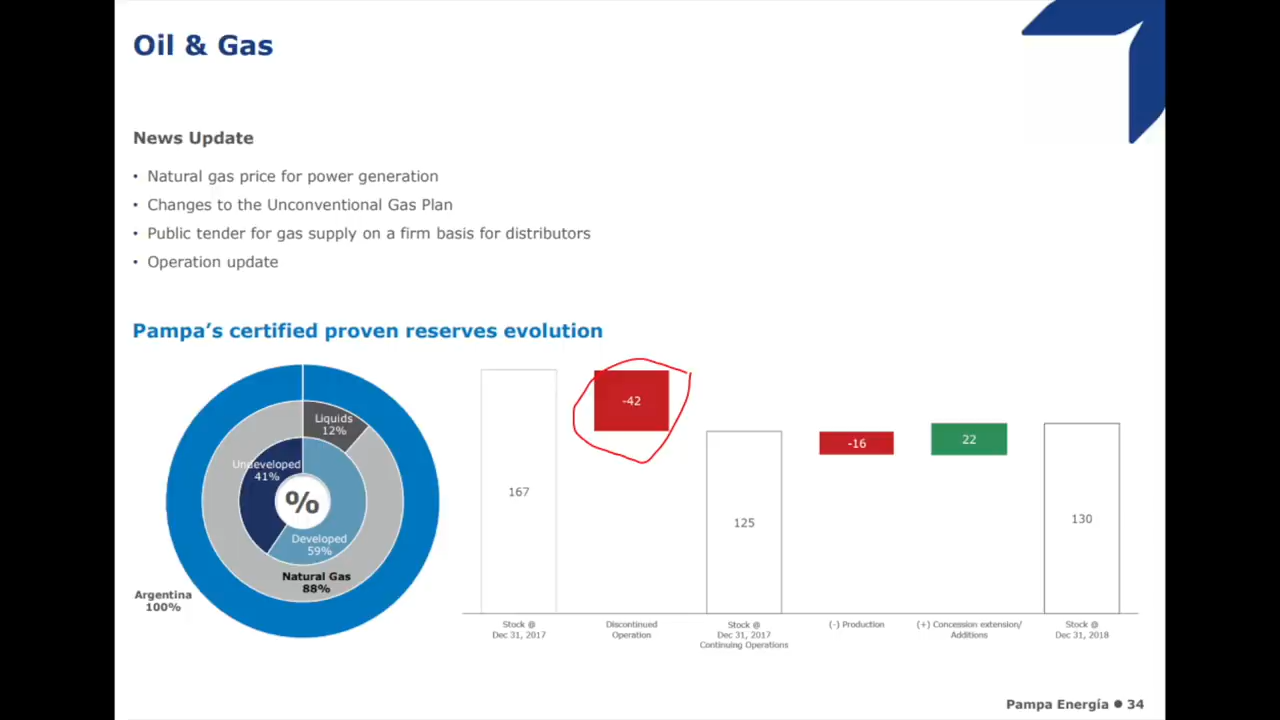 Oil & Gas
News Update
• Natural gas price for power generation
• Changes to the Unconventional Gas Plan
• Public tender for gas supply on a firm basis for distributors
• Operation update
Pampa’s certified proven reserves evolution
Liquids
12%
Undeveloped
41%
%
Developed
59%
Natural Gas
88%
Argentina
100%
167
-42
125
-16
22
130
Stock @
Dec 31, 2017
Discontinued
Operation
Stock @
Dec 31, 2017
Continuing Operations
(-) Production
(+) Concession extension/
Additions
Stock @
Dec 31, 2018
Pampa Energía ● 34